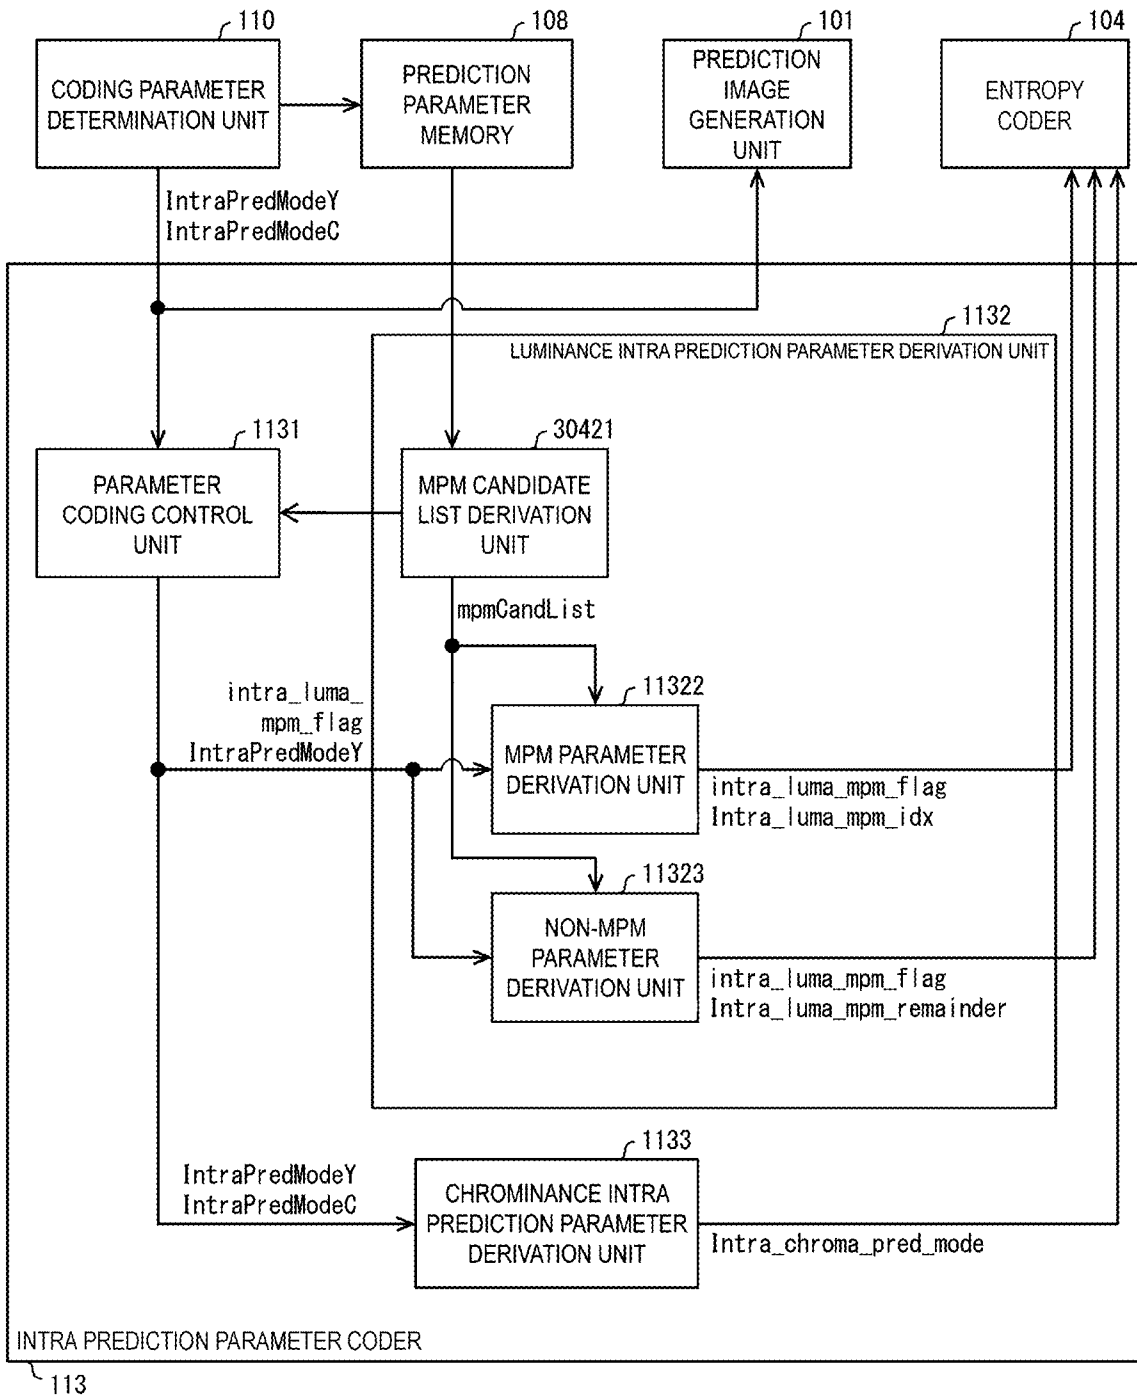 110
108
101
104
CODING PARAMETER
DETERMINATION UNIT
PREDICTION
PARAMETER
MEMORY
PREDICTION
IMAGE
GENERATION
UNIT
ENTROPY
CODER
IntraPredModeY
IntraPredModeC
1132
LUMINANCE INTRA PREDICTION PARAMETER DERIVATION UNIT
1131
30421
PARAMETER
CODING CONTROL
UNIT
MPM CANDIDATE
LIST DERIVATION
UNIT
mpmCandList
intra_luma_
mpm_flag
IntraPredModeY
11322
MPM PARAMETER
DERIVATION UNIT
intra_luma_mpm_flag
Intra_luma_mpm_idx
11323
NON-MPM
PARAMETER
DERIVATION UNIT
intra_luma_mpm_flag
Intra_luma_mpm_remainder
1133
IntraPredModeY
IntraPredModeC
CHROMINANCE INTRA
PREDICTION PARAMETER
DERIVATION UNIT
Intra_chroma_pred_mode
INTRA PREDICTION PARAMETER CODER
113